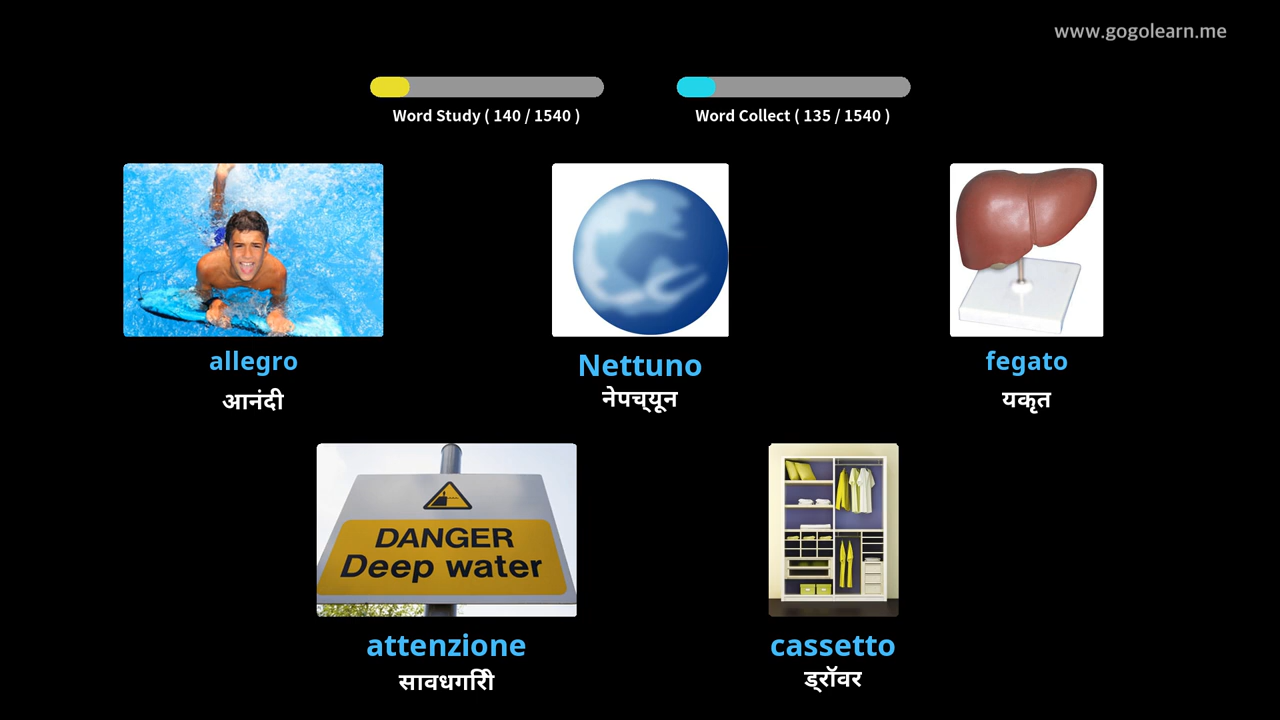 www.gogolearn.me
Word Study ( 140 / 1540 )
Word Collect ( 135 / 1540 )
allegro
आनंदी
Nettuno
नेपच्यून
fegato
यकृत
DANGER
Deep water
attenzione
सावधगिरी
cassetto
ड्रॉवर